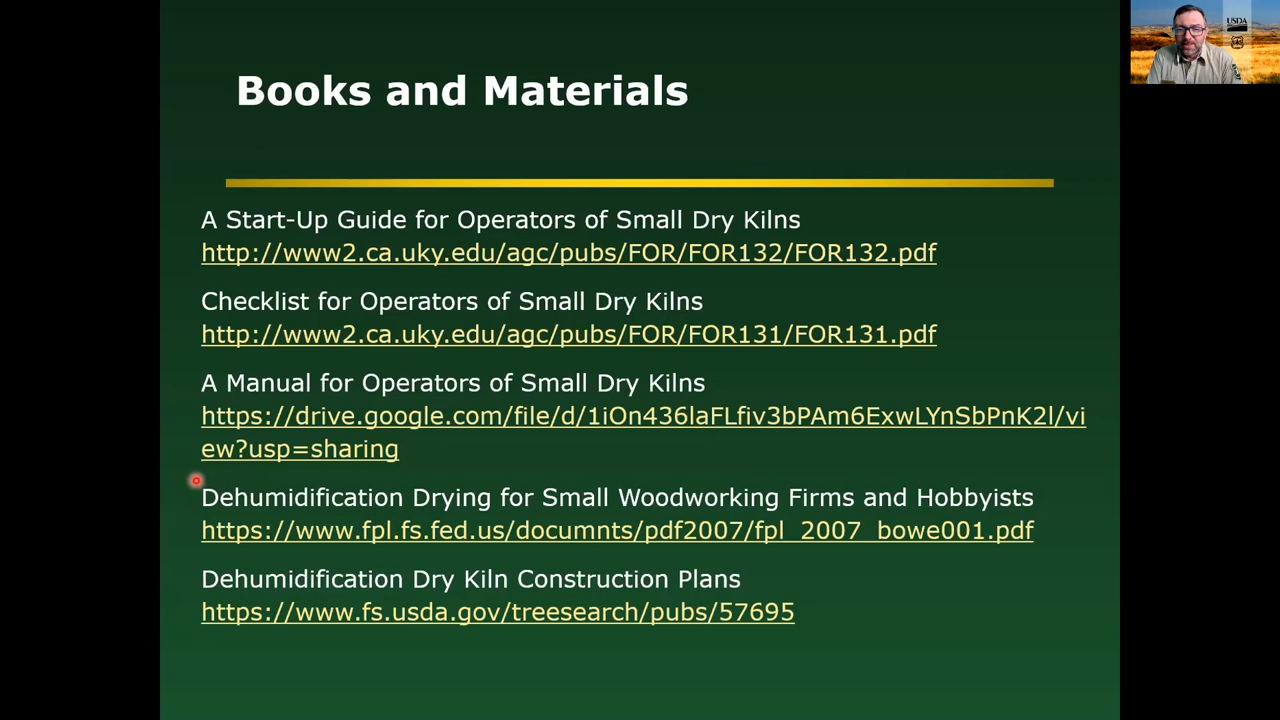 Books and Materials
USDA
A Start-Up Guide for Operators of Small Dry Kilns
http://www2.ca.uky.edu/agc/pubs/FOR/FOR132/FOR132.pdf
Checklist for Operators of Small Dry Kilns
http://www2.ca.uky.edu/agc/pubs/FOR/FOR131/FOR131.pdf
A Manual for Operators of Small Dry Kilns
https://drive.google.com/file/d/1iOn436laFLfiv3bPAm6ExwLYnSbPnK2l/vi
ew?usp=sharing
Dehumidification Drying for Small Woodworking Firms and Hobbyists
https://www.fpl.fs.fed.us/documnts/pdf2007/fpl_2007_bowe001.pdf
Dehumidification Dry Kiln Construction Plans
https://www.fs.usda.gov/treesearch/pubs/57695